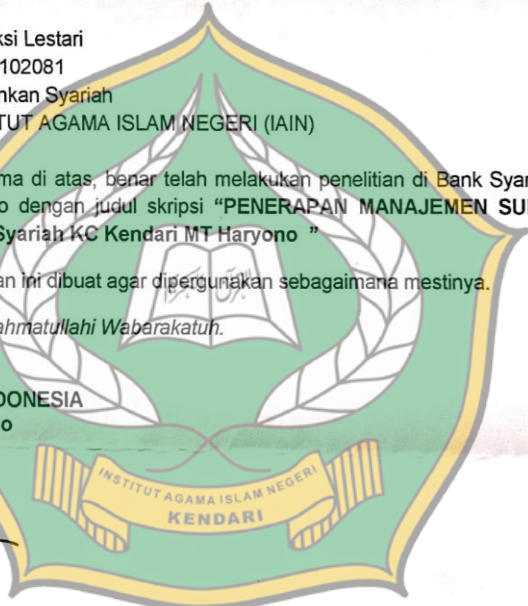 ksi Lestari
102081
nkan Syariah
TUT AGAMA ISLAM NEGERI (IAIN)
ma di atas, benar telah melakukan penelitian di Bank Syar
o dengan judul skripsi “PENERAPAN MANAJEMEN SU
Syariah KC Kendari MT Haryono ”
an ini dibuat agar dipergunakan sebagaimana mestinya.
ahmatullahi Wabarakatuh.
DONESIA
o
INSTITUT AGAMA ISLAM NEGERI
KENDARI